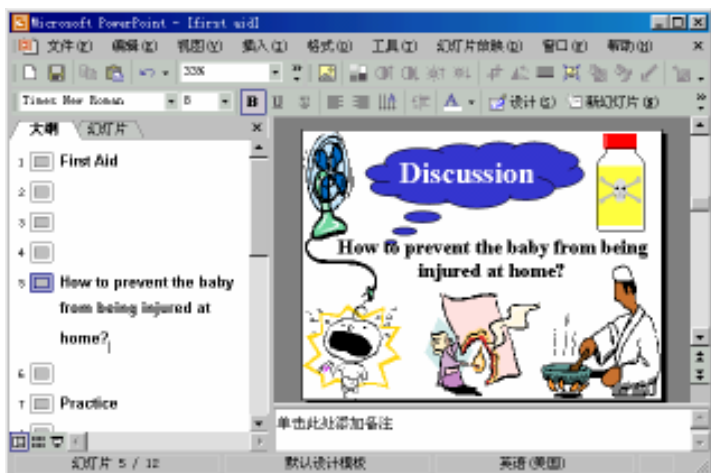 Microsoft PowerPoint - [first aid]
文件(F) 编辑(E) 视图(V) 插入(I) 格式(O) 工具(T) 幻灯片放映(D) 窗口(W) 帮助(H)
33%
Times New Roman 8 B U S A 设计(S) 新幻灯片(N)
大纲 幻灯片
1 First Aid
2
3
4
5 How to prevent the baby
from being injured at
home?
6
7 Practice
Discussion
How to prevent the baby from being
injured at home?
单击此处添加备注
幻灯片 5 / 12 默认设计模板 英语(美国)